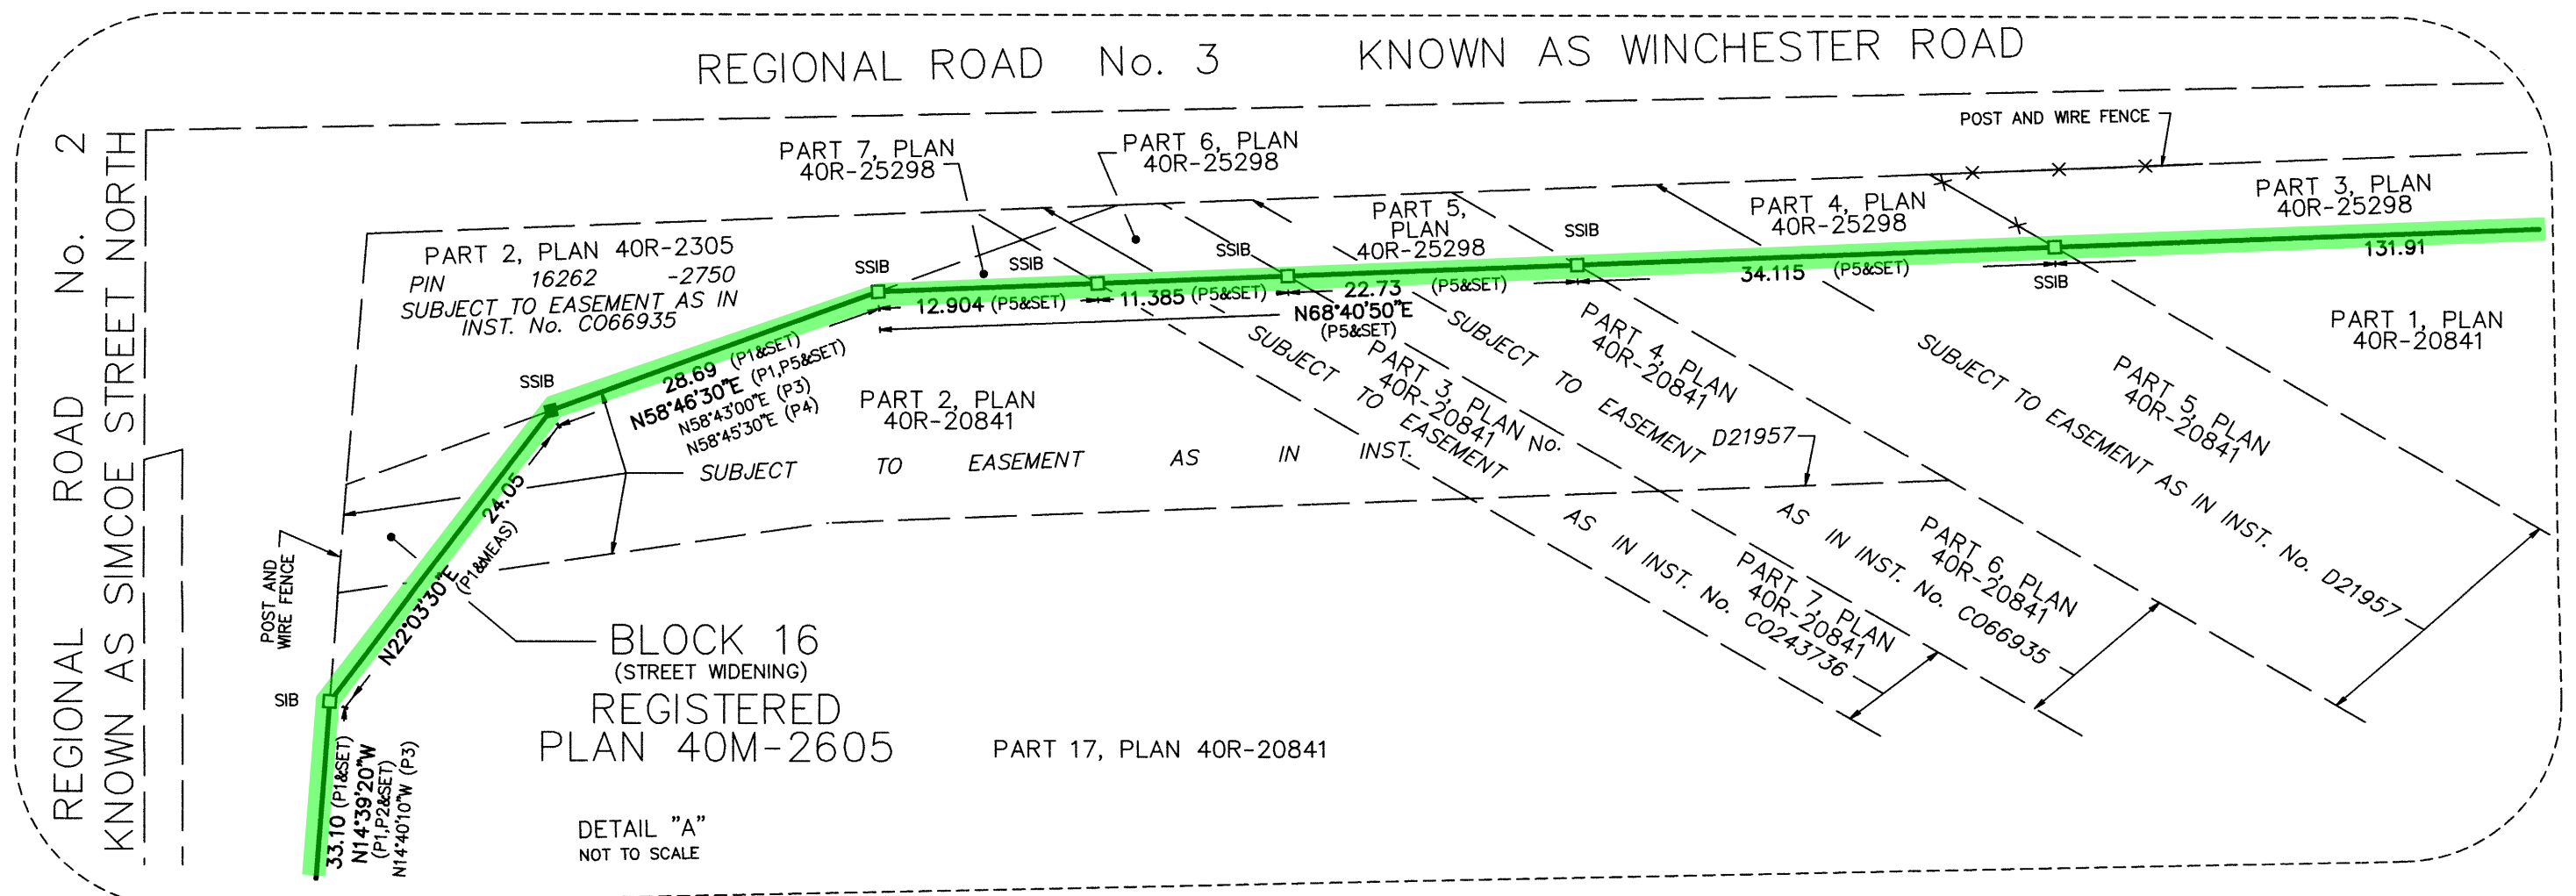 REGIONAL ROAD No. 3 KNOWN AS WINCHESTER ROAD
REGIONAL ROAD No. 2
KNOWN AS SIMCOE STREET NORTH
POST AND WIRE FENCE
PART 7, PLAN
40R-25298
PART 6, PLAN
40R-25298
PART 5,
PLAN
40R-25298
PART 4, PLAN
40R-25298
PART 3, PLAN
40R-25298
PART 2, PLAN 40R-2305
PIN 16262 -2750
SUBJECT TO EASEMENT AS IN
INST. No. CO66935
SSIB
SSIB
SSIB
SSIB
SSIB
SSIB
12.904 (P5&SET)
11.385 (P5&SET)
22.73 (P5&SET)
34.115 (P5&SET)
131.91
N68°40'50"E
(P5&SET)
28.69 (P1&SET)
N58°46'30"E (P1,P5&SET)
N58°43'00"E (P3)
N58°45'30"E (P4)
PART 2, PLAN
40R-20841
SUBJECT TO EASEMENT AS IN INST.
No.
D21957
PART 3, PLAN
40R-20841
PART 4, PLAN
40R-20841
PART 5, PLAN
40R-20841
PART 1, PLAN
40R-20841
SUBJECT TO EASEMENT
AS IN INST. No. CO243736
SUBJECT TO EASEMENT
AS IN INST. No. CO66935
SUBJECT TO EASEMENT AS IN INST. No. D21957
PART 7, PLAN
40R-20841
PART 6, PLAN
40R-20841
24.05
N22°03'30"E
(P1&MEAS)
POST AND
WIRE FENCE
SIB
BLOCK 16
(STREET WIDENING)
REGISTERED
PLAN 40M-2605
PART 17, PLAN 40R-20841
33.10 (P1&SET)
N14°39'20"W
(P1,P2&SET)
N14°40'10"W (P3)
DETAIL "A"
NOT TO SCALE